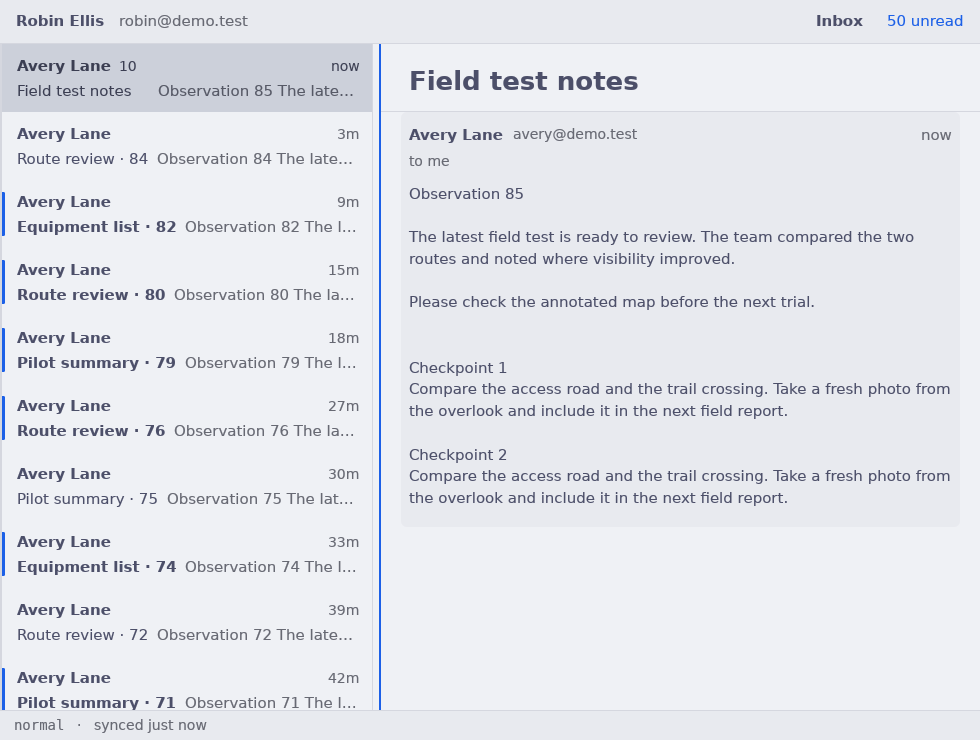 Robin Ellis robin@demo.test Inbox 50 unread
Avery Lane 10 now
Field test notes Observation 85 The late…
Avery Lane 3m
Route review · 84 Observation 84 The late…
Avery Lane 9m
Equipment list · 82 Observation 82 The l…
Avery Lane 15m
Route review · 80 Observation 80 The la…
Avery Lane 18m
Pilot summary · 79 Observation 79 The l…
Avery Lane 27m
Route review · 76 Observation 76 The la…
Avery Lane 30m
Pilot summary · 75 Observation 75 The lat…
Avery Lane 33m
Equipment list · 74 Observation 74 The l…
Avery Lane 39m
Route review · 72 Observation 72 The late…
Avery Lane 42m
Pilot summary · 71 Observation 71 The l…
Field test notes
Avery Lane avery@demo.test now
to me
Observation 85
The latest field test is ready to review. The team compared the two
routes and noted where visibility improved.
Please check the annotated map before the next trial.
Checkpoint 1
Compare the access road and the trail crossing. Take a fresh photo from
the overlook and include it in the next field report.
Checkpoint 2
Compare the access road and the trail crossing. Take a fresh photo from
the overlook and include it in the next field report.
normal · synced just now